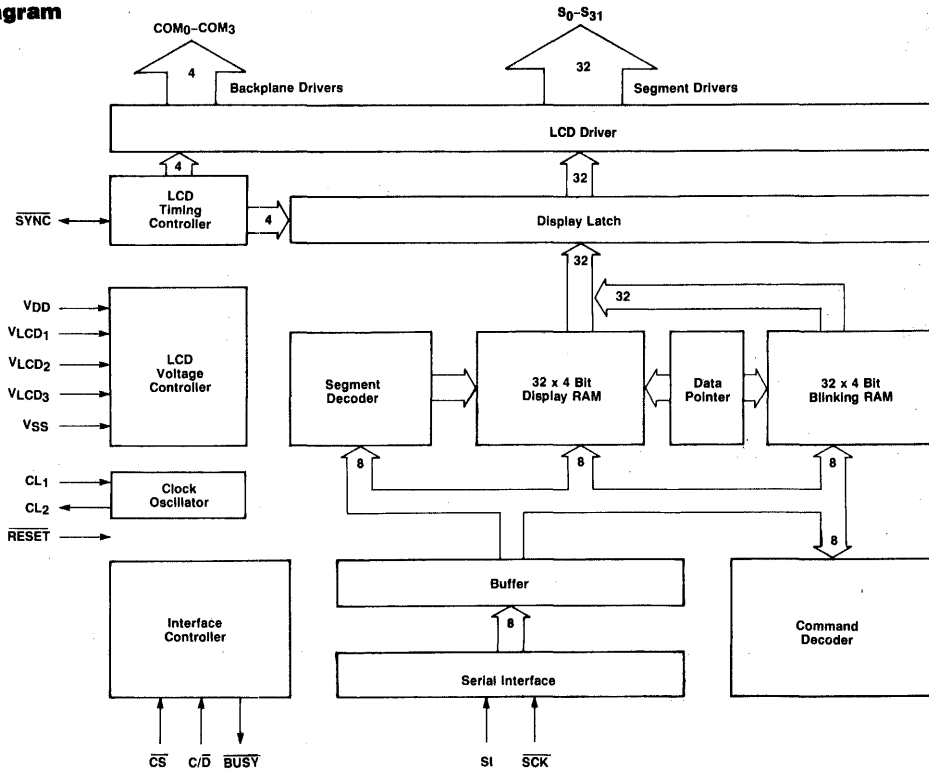 gram
COM0–COM3
S0–S31
4
32
Backplane Drivers
Segment Drivers
LCD Driver
4
32
LCD
Timing
Controller
SYNC
4
Display Latch
32
32
VDD
VLCD1
VLCD2
VLCD3
VSS
LCD
Voltage
Controller
Segment
Decoder
32 x 4 Bit
Display RAM
Data
Pointer
32 x 4 Bit
Blinking RAM
8
8
8
CL1
CL2
Clock
Oscillator
RESET
8
Interface
Controller
Buffer
8
Serial Interface
Command
Decoder
CS
C/D
BUSY
SI
SCK